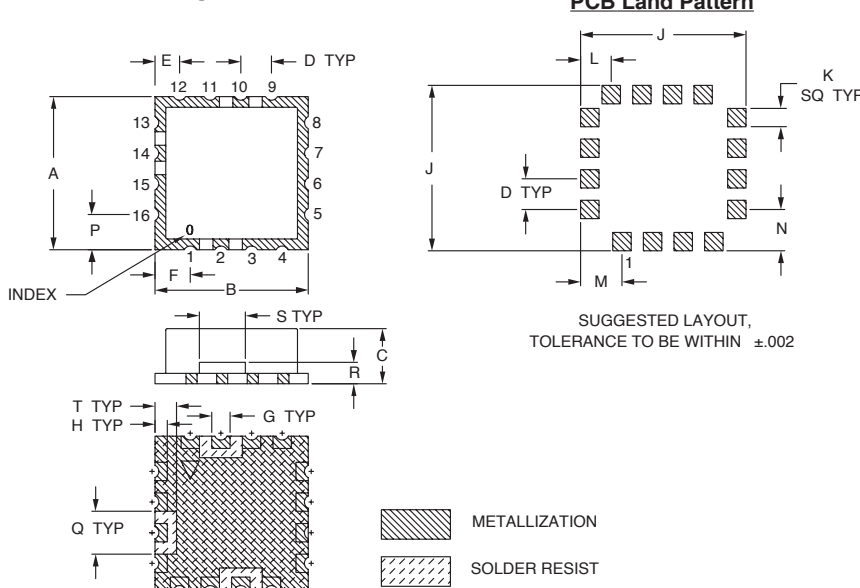 PCB Land Pattern
E
D TYP
12 11 10 9
13
14
15
16
8
7
6
5
A
P
0
1 2 3 4
F
B
INDEX
J
L
K
SQ TYP
J
D TYP
N
1
M
SUGGESTED LAYOUT,
TOLERANCE TO BE WITHIN ±.002
S TYP
C
R
T TYP
H TYP
G TYP
Q TYP
METALLIZATION
SOLDER RESIST